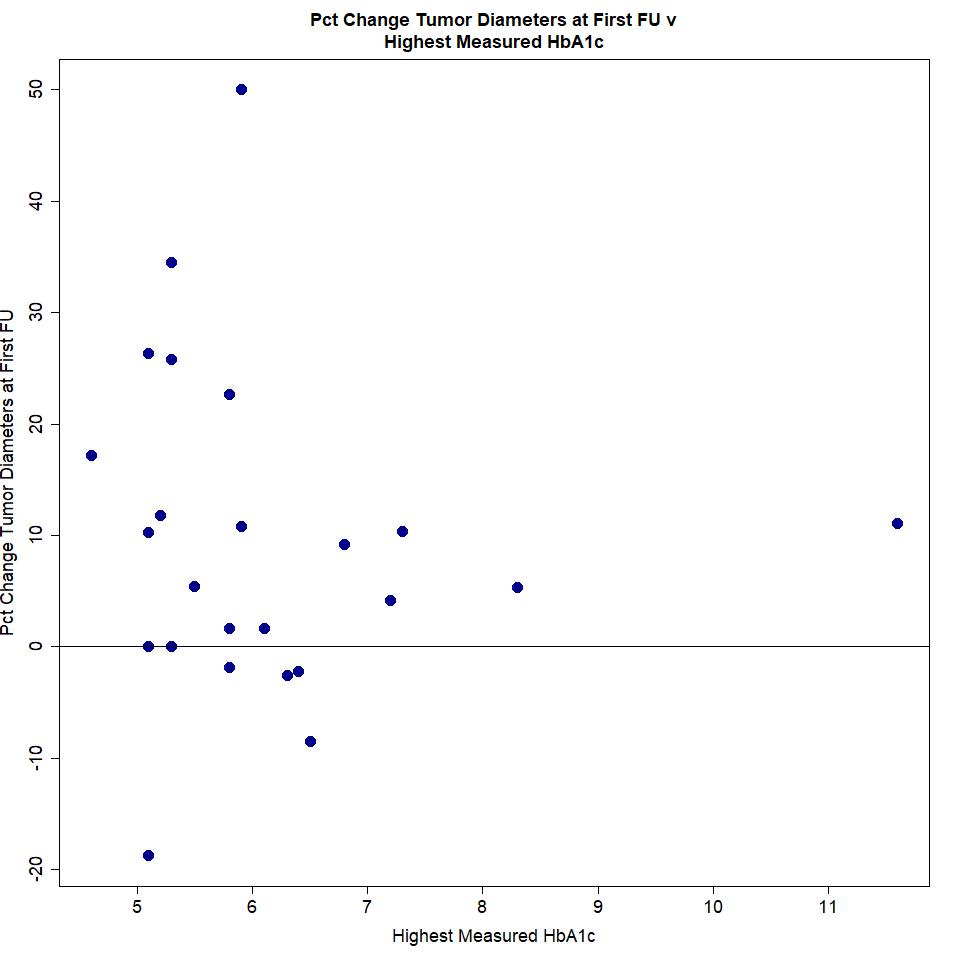 Pct Change Tumor Diameters at First FU v
Highest Measured HbA1c
Pct Change Tumor Diameters at First FU
50
40
30
20
10
0
-10
-20
5 6 7 8 9 10 11
Highest Measured HbA1c